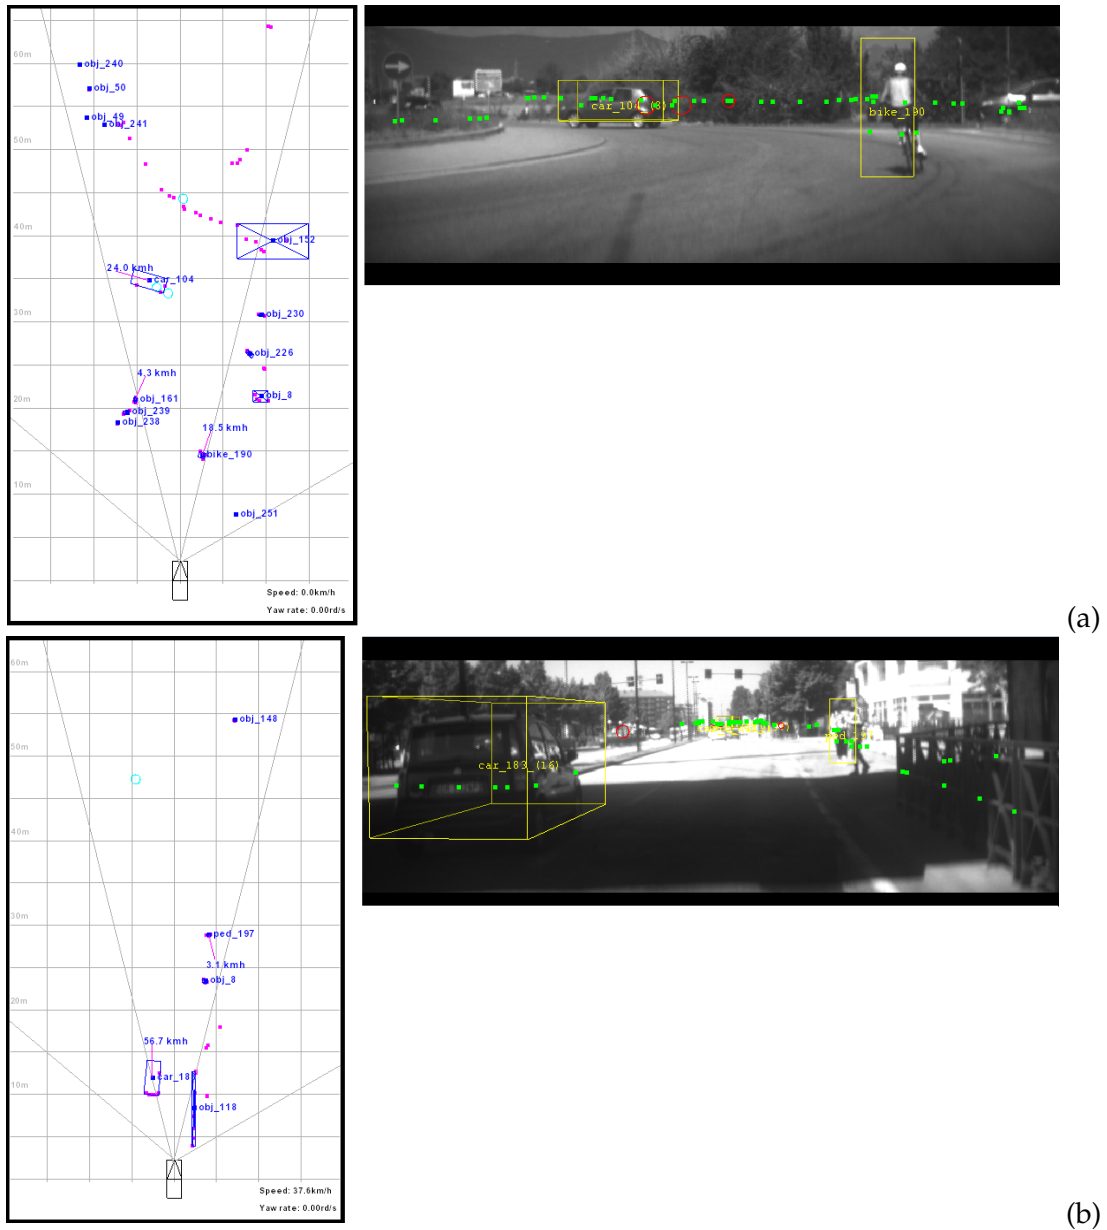 60m
obj_240
obj_50
obj_49
obj_241
50m
40m
obj_152
24.0 kmh
car_104
30m
obj_230
obj_226
4.3 kmh
obj_161
obj_8
20m
obj_239
obj_238
18.5 kmh
bike_190
10m
obj_251
Speed: 0.0km/h
Yaw rate: 0.00rd/s
car_104 (8)
bike_190
(a)
60m
obj_148
50m
40m
30m
ped_197
3.1 kmh
obj_8
20m
56.7 kmh
10m
obj_118
Speed: 37.6km/h
Yaw rate: 0.00rd/s
car_183_(16)
(b)